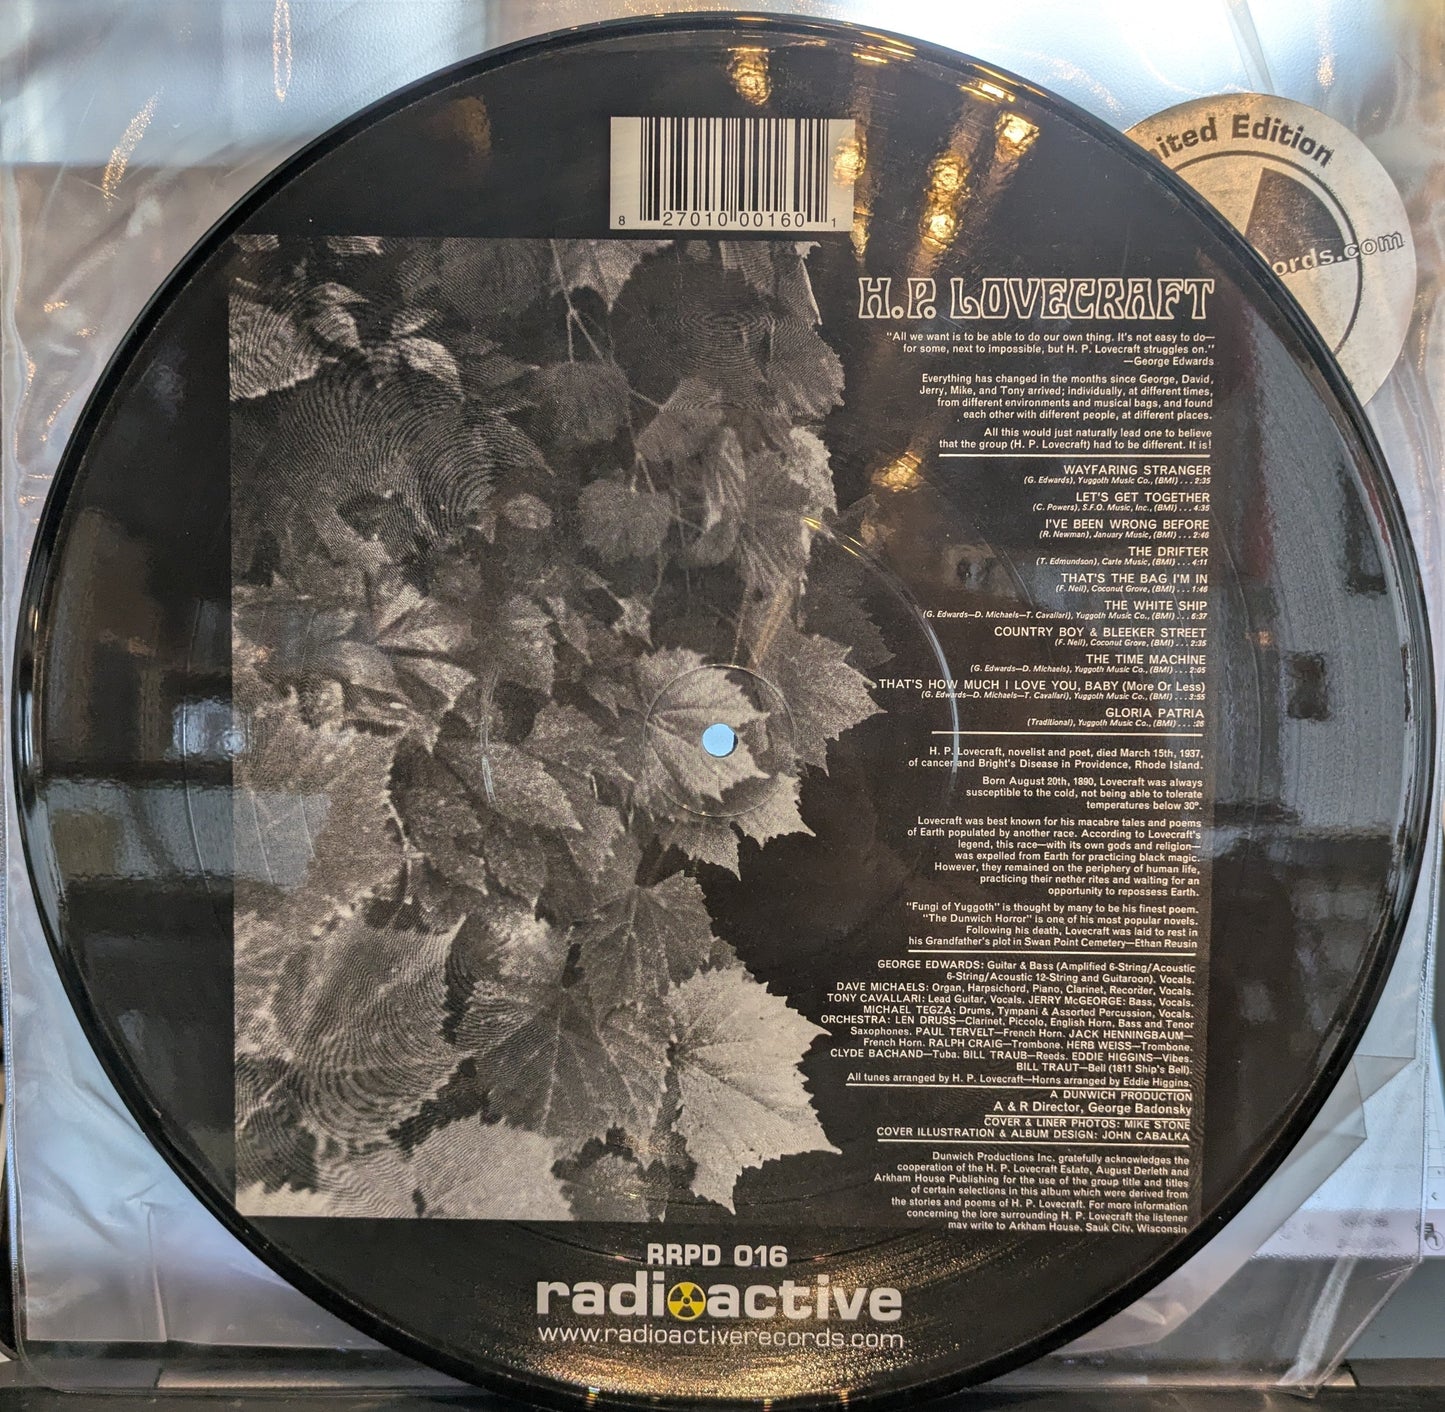 8 27010 00160 1
ited Edition
ords.com
H.P. LOVECRAFT
"All we want is to be able to do our own thing. It's not easy to do—
for some, next to impossible, but H. P. Lovecraft struggles on."
—George Edwards
Everything has changed in the months since George, David,
Jerry, Mike, and Tony arrived; individually, at different times,
from different environments and musical bags, and found
each other with different people, at different places.
All this would just naturally lead one to believe
that the group (H. P. Lovecraft) had to be different. It is!
WAYFARING STRANGER
(G. Edwards), Yuggoth Music Co., (BMI) . . . 2:35
LET'S GET TOGETHER
(C. Powers), S.F.O. Music, Inc., (BMI) . . . 4:35
I'VE BEEN WRONG BEFORE
(R. Newman), January Music, (BMI) . . . 2:46
THE DRIFTER
(T. Edmundson), Carte Music, (BMI) . . . 4:11
THAT'S THE BAG I'M IN
(F. Neil), Coconut Grove, (BMI) . . . 1:46
THE WHITE SHIP
(G. Edwards—D. Michaels—T. Cavallari), Yuggoth Music Co., (BMI) . . . 6:37
COUNTRY BOY & BLEEKER STREET
(F. Neil), Coconut Grove, (BMI) . . . 2:35
THE TIME MACHINE
(G. Edwards—D. Michaels), Yuggoth Music Co., (BMI) . . . 2:05
THAT'S HOW MUCH I LOVE YOU, BABY (More Or Less)
(G. Edwards—D. Michaels—T. Cavallari), Yuggoth Music Co., (BMI) . . . 3:55
GLORIA PATRIA
(Traditional), Yuggoth Music Co., (BMI) . . . :26
H. P. Lovecraft, novelist and poet, died March 15th, 1937,
of cancer and Bright's Disease in Providence, Rhode Island.
Born August 20th, 1890, Lovecraft was always
susceptible to the cold, not being able to tolerate
temperatures below 30°.
Lovecraft was best known for his macabre tales and poems
of Earth populated by another race. According to Lovecraft's
legend, this race—with its own gods and religion—
was expelled from Earth for practicing black magic.
However, they remained on the periphery of human life,
practicing their nether rites and waiting for an
opportunity to repossess Earth.
"Fungi of Yuggoth" is thought by many to be his finest poem.
"The Dunwich Horror" is one of his most popular novels.
Following his death, Lovecraft was laid to rest in
his Grandfather's plot in Swan Point Cemetery—Ethan Reusin
GEORGE EDWARDS: Guitar & Bass (Amplified 6-String/Acoustic
6-String/Acoustic 12-String and Guitaroon). Vocals.
DAVE MICHAELS: Organ, Harpsichord, Piano, Clarinet, Recorder, Vocals.
TONY CAVALLARI: Lead Guitar, Vocals. JERRY McGEORGE: Bass, Vocals.
MICHAEL TEGZA: Drums, Tympani & Assorted Percussion, Vocals.
ORCHESTRA: LEN DRUSS—Clarinet, Piccolo, English Horn, Bass and Tenor
Saxophones. PAUL TERVELT—French Horn. JACK HENNINGBAUM—
French Horn. RALPH CRAIG—Trombone. HERB WEISS—Trombone.
CLYDE BACHAND—Tuba. BILL TRAUB—Reeds. EDDIE HIGGINS—Vibes.
BILL TRAUT—Bell (1811 Ship's Bell).
All tunes arranged by H. P. Lovecraft—Horns arranged by Eddie Higgins.
A DUNWICH PRODUCTION
A & R Director, George Badonsky
COVER & LINER PHOTOS: MIKE STONE
COVER ILLUSTRATION & ALBUM DESIGN: JOHN CABALKA
Dunwich Productions Inc. gratefully acknowledges the
cooperation of the H. P. Lovecraft Estate, August Derleth and
Arkham House Publishing for the use of the group title and titles
of certain selections in this album which were derived from
the stories and poems of H. P. Lovecraft. For more information
concerning the lore surrounding H. P. Lovecraft the listener
may write to Arkham House, Sauk City, Wisconsin
RRPD 016
radioactive
www.radioactiverecords.com